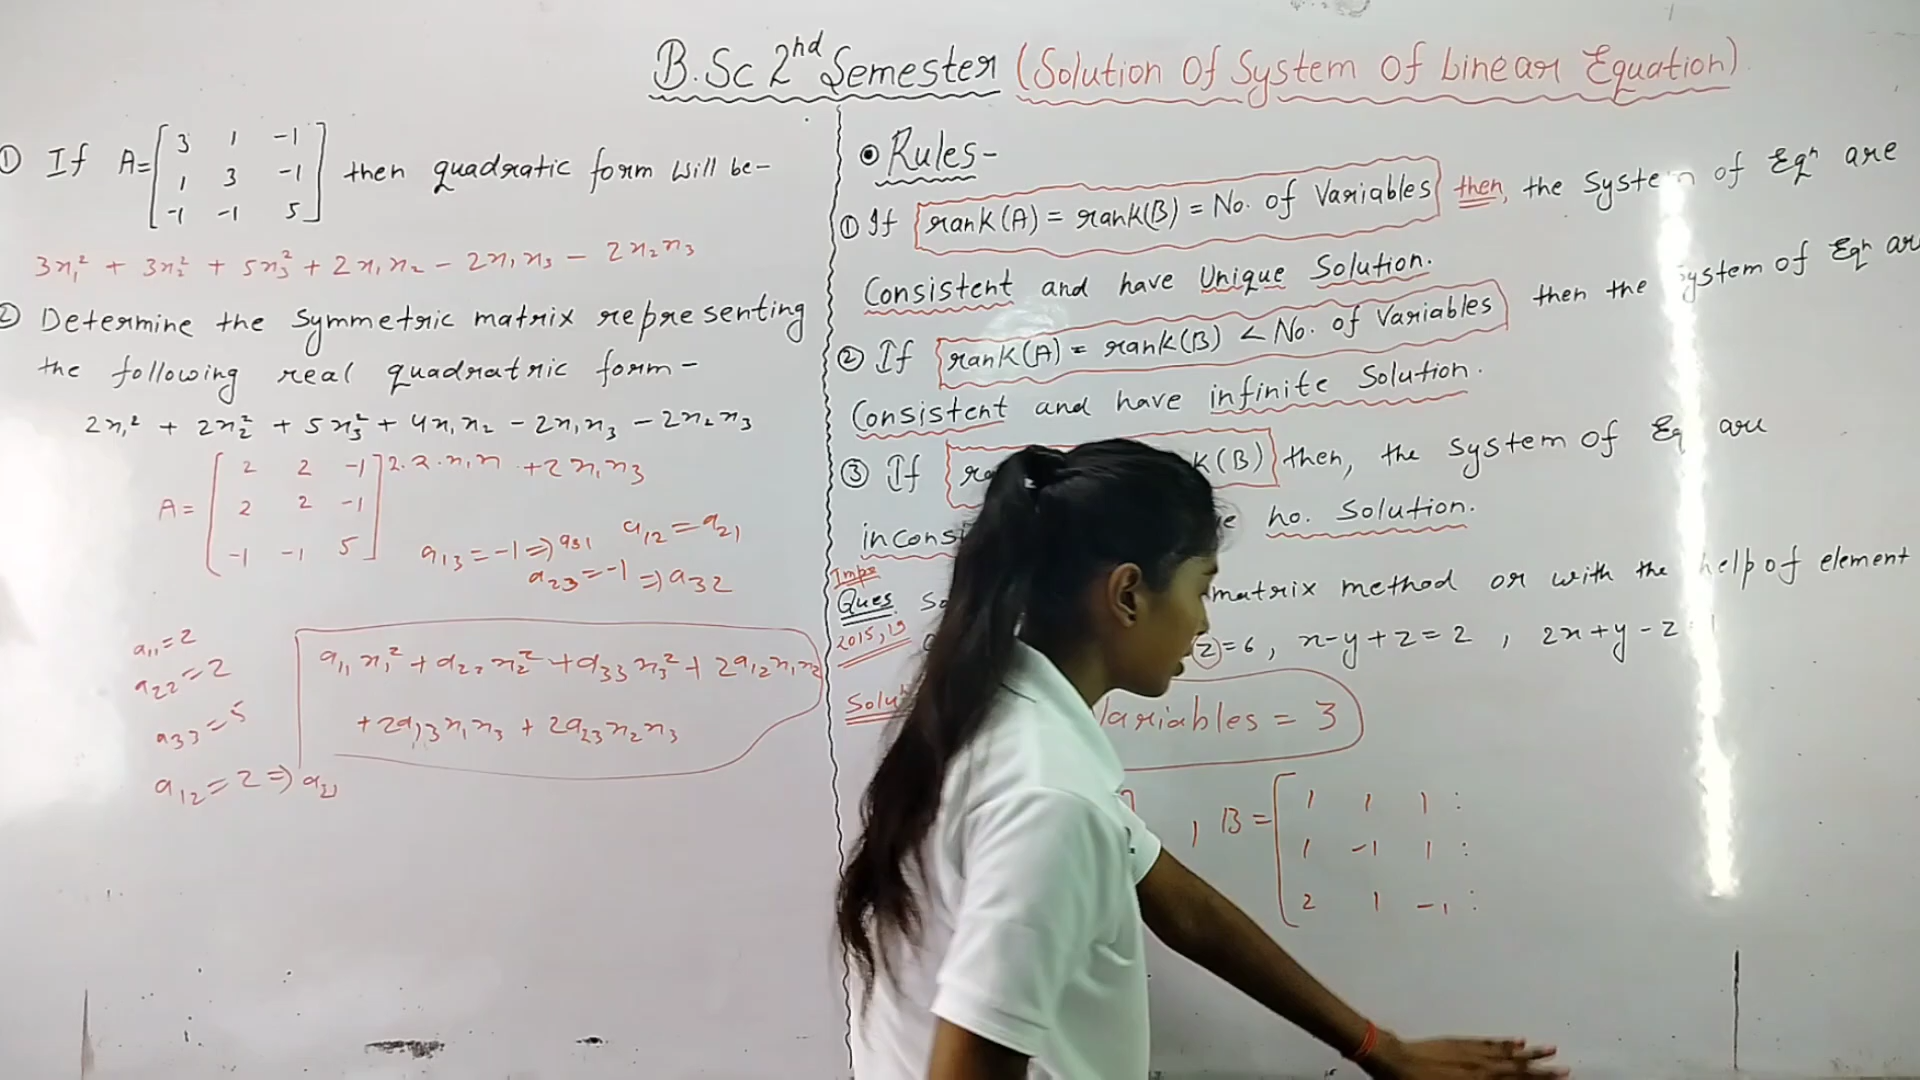 B.Sc 2nd Semester (Solution Of System Of Linear Equation)
① If A = [3 1 -1
1 3 -1
-1 -1 5] then quadratic form will be-
3x₁² + 3x₂² + 5x₃² + 2x₁x₂ - 2x₁x₃ - 2x₂x₃
② Determine the Symmetric matrix representing
the following real quadratric form-
2x₁² + 2x₂² + 5x₃² + 4x₁x₂ - 2x₁x₃ - 2x₂x₃
A = [2 2 -1
2 2 -1
-1 -1 5]
+2x₁x₃
a₁₂ = a₂₁
a₁₃ = -1 ⇒ a₃₁
a₂₃ = -1 ⇒ a₃₂
a₁₁ = 2
a₂₂ = 2
a₃₃ = 5
a₁₂ = 2 ⇒ a₂₁
a₁₁x₁² + a₂₂x₂² + a₃₃x₃² + 2a₁₂x₁x₂
+ 2a₁₃x₁x₃ + 2a₂₃x₂x₃
Rules-
① If rank(A) = rank(B) = No. of Variables then, the System of Eqⁿ are
Consistent and have Unique Solution.
② If rank(A) = rank(B) < No. of Variables then the System of Eqⁿ are
Consistent and have infinite Solution.
③ If (B) then, the System of Eqⁿ are
ho. Solution.
Impo
Ques matrix method or with the help of element
2015, 19 z = 6, x-y+z = 2, 2x+y-z
Solun Variables = 3
, B = [1 1 1 :
1 -1 1 :
2 1 -1 :